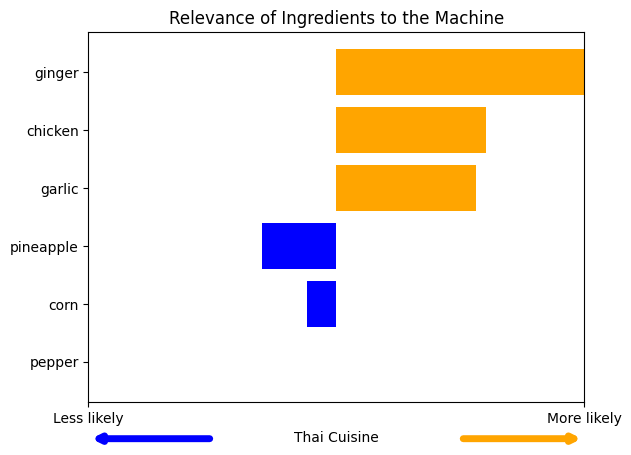 Relevance of Ingredients to the Machine
ginger
chicken
garlic
pineapple
corn
pepper
Less likely
More likely
Thai Cuisine